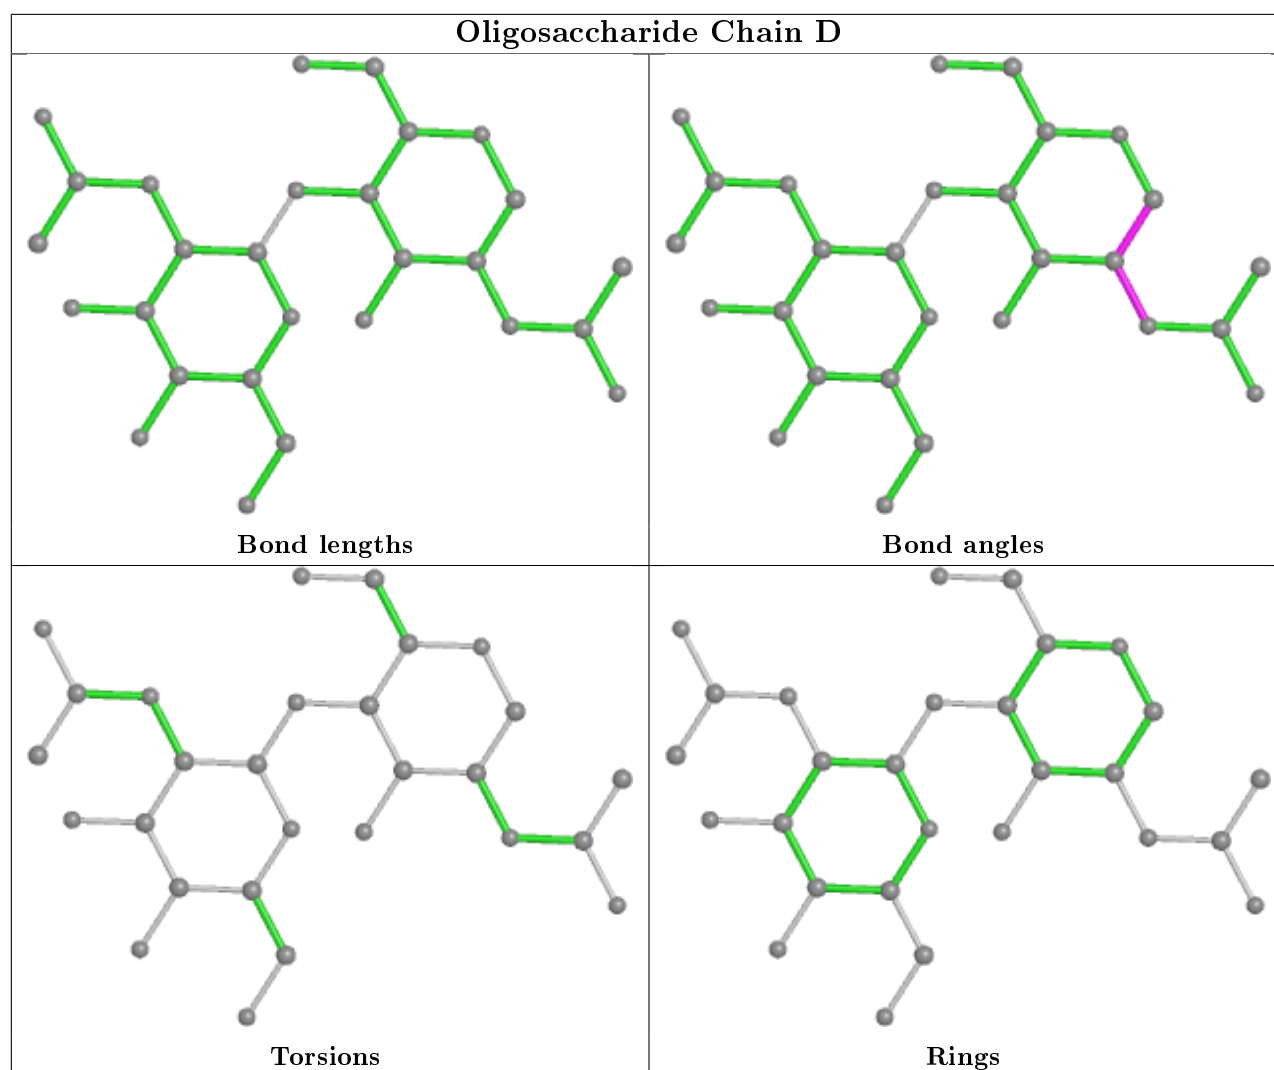 Oligosaccharide Chain D
Bond lengths
Bond angles
Torsions
Rings